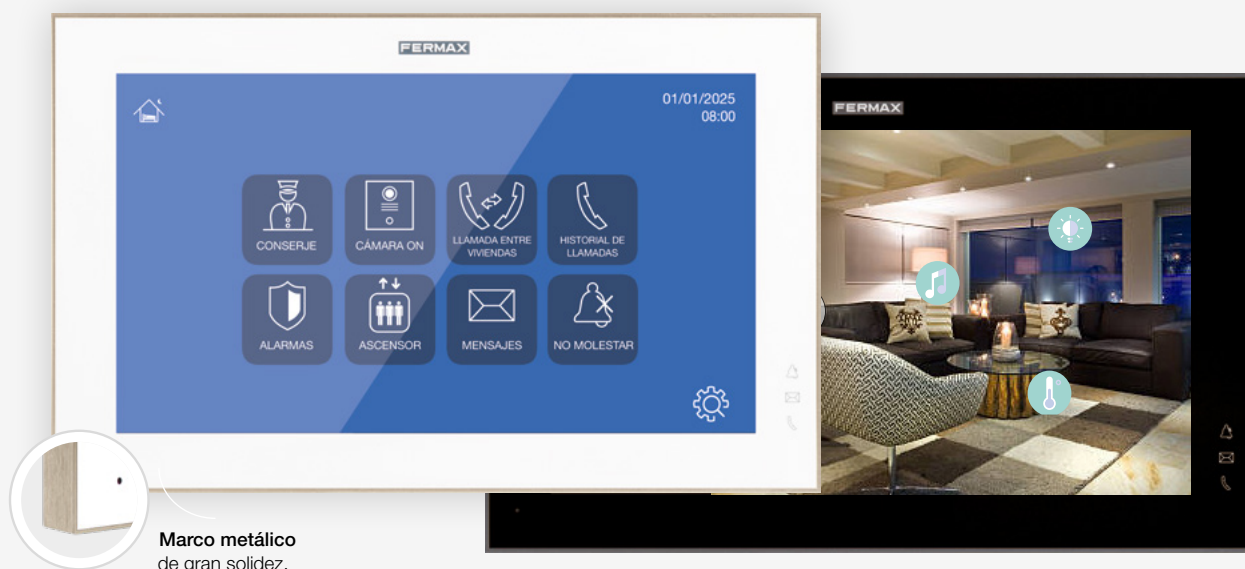 FERMAX
01/01/2025
08:00
CONSERJE
CÁMARA ON
LLAMADA ENTRE
VIVIENDAS
HISTORIAL DE
LLAMADAS
ALARMAS
ASCENSOR
MENSAJES
NO MOLESTAR
FERMAX
Marco metálico
de gran solidez.